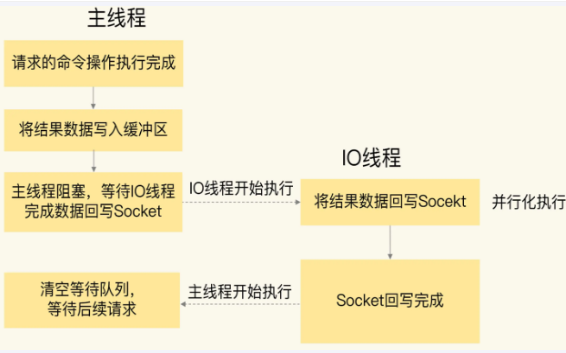 主线程
请求的命令操作执行完成
将结果数据写入缓冲区
IO线程
主线程阻塞，等待IO线程
完成数据回写Socket
IO线程开始执行
将结果数据回写Socekt
并行化执行
清空等待队列，
等待后续请求
主线程开始执行
Socket回写完成